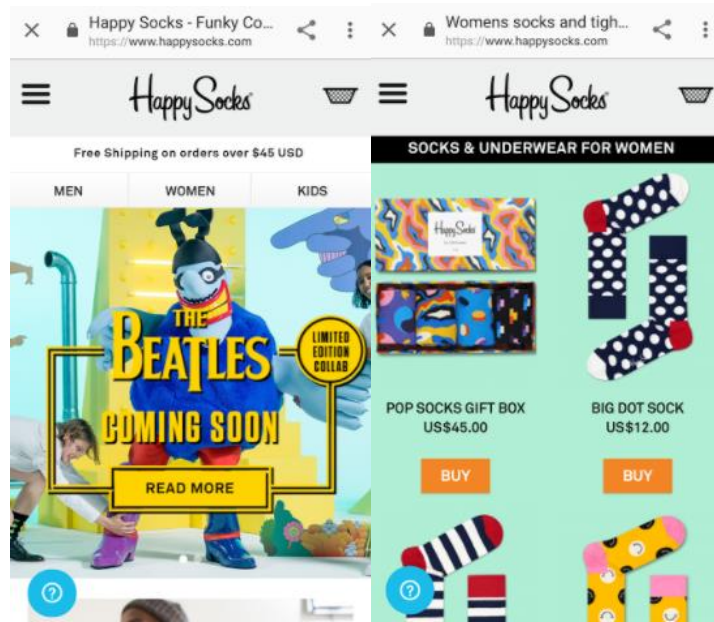 Happy Socks - Funky Co...
https://www.happysocks.com
Happy Socks
Free Shipping on orders over $45 USD
MEN
WOMEN
KIDS
THE
BEATLES
LIMITED
EDITION
COLLAB
COMING SOON
READ MORE
?
Womens socks and tigh...
https://www.happysocks.com
Happy Socks
SOCKS & UNDERWEAR FOR WOMEN
Happy Socks
POP SOCKS GIFT BOX
US$45.00
BUY
BIG DOT SOCK
US$12.00
BUY
?